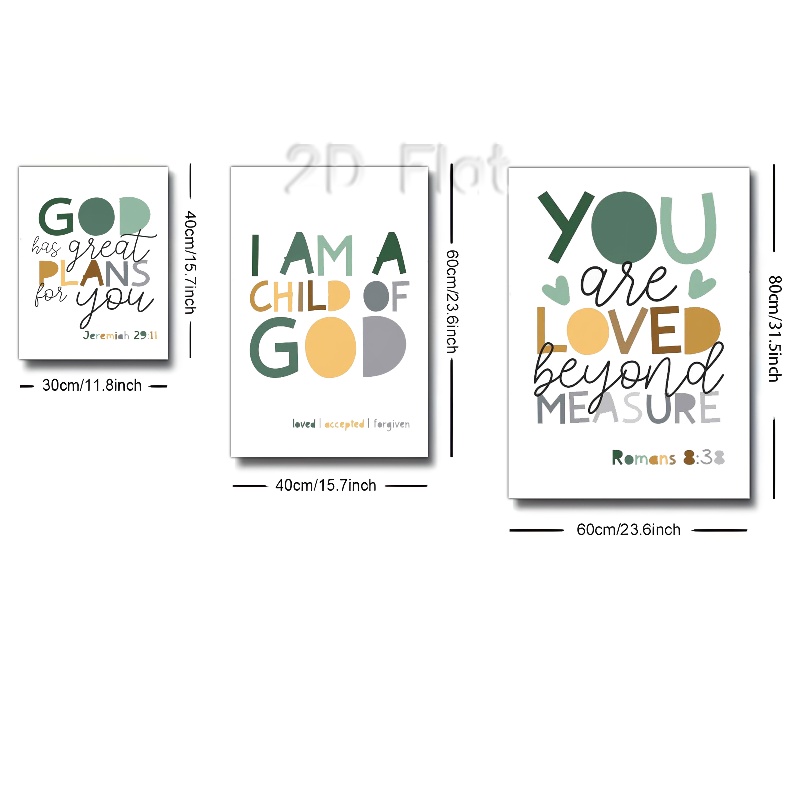 2D Flat
GOD
has great
PLANS
for you
Jeremiah 29:11
40cm/15.7inch
30cm/11.8inch
I AM A
CHILD OF
GOD
loved | accepted | forgiven
60cm/23.6inch
40cm/15.7inch
YOU
are
LOVED
beyond
MEASURE
Romans 8:38
80cm/31.5inch
60cm/23.6inch